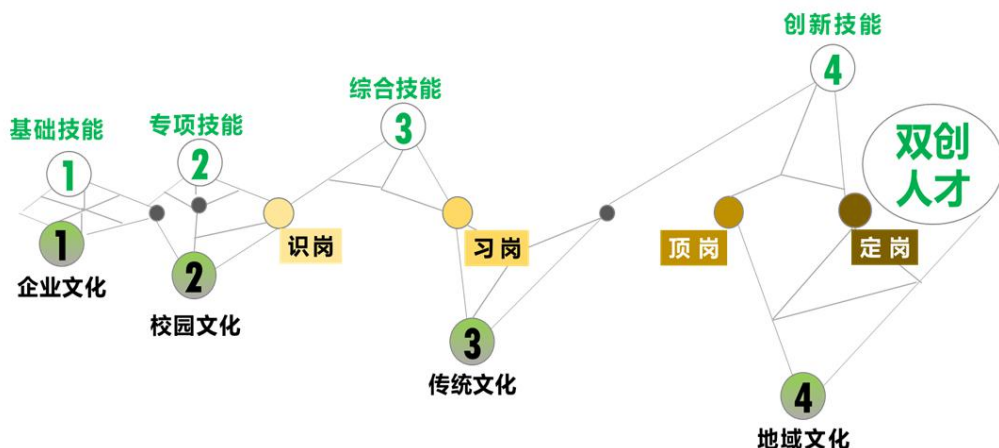 创新技能
4
综合技能
3
基础技能
专项技能
1
2
双创
人才
识岗
习岗
顶岗
定岗
1
企业文化
2
校园文化
3
传统文化
4
地域文化